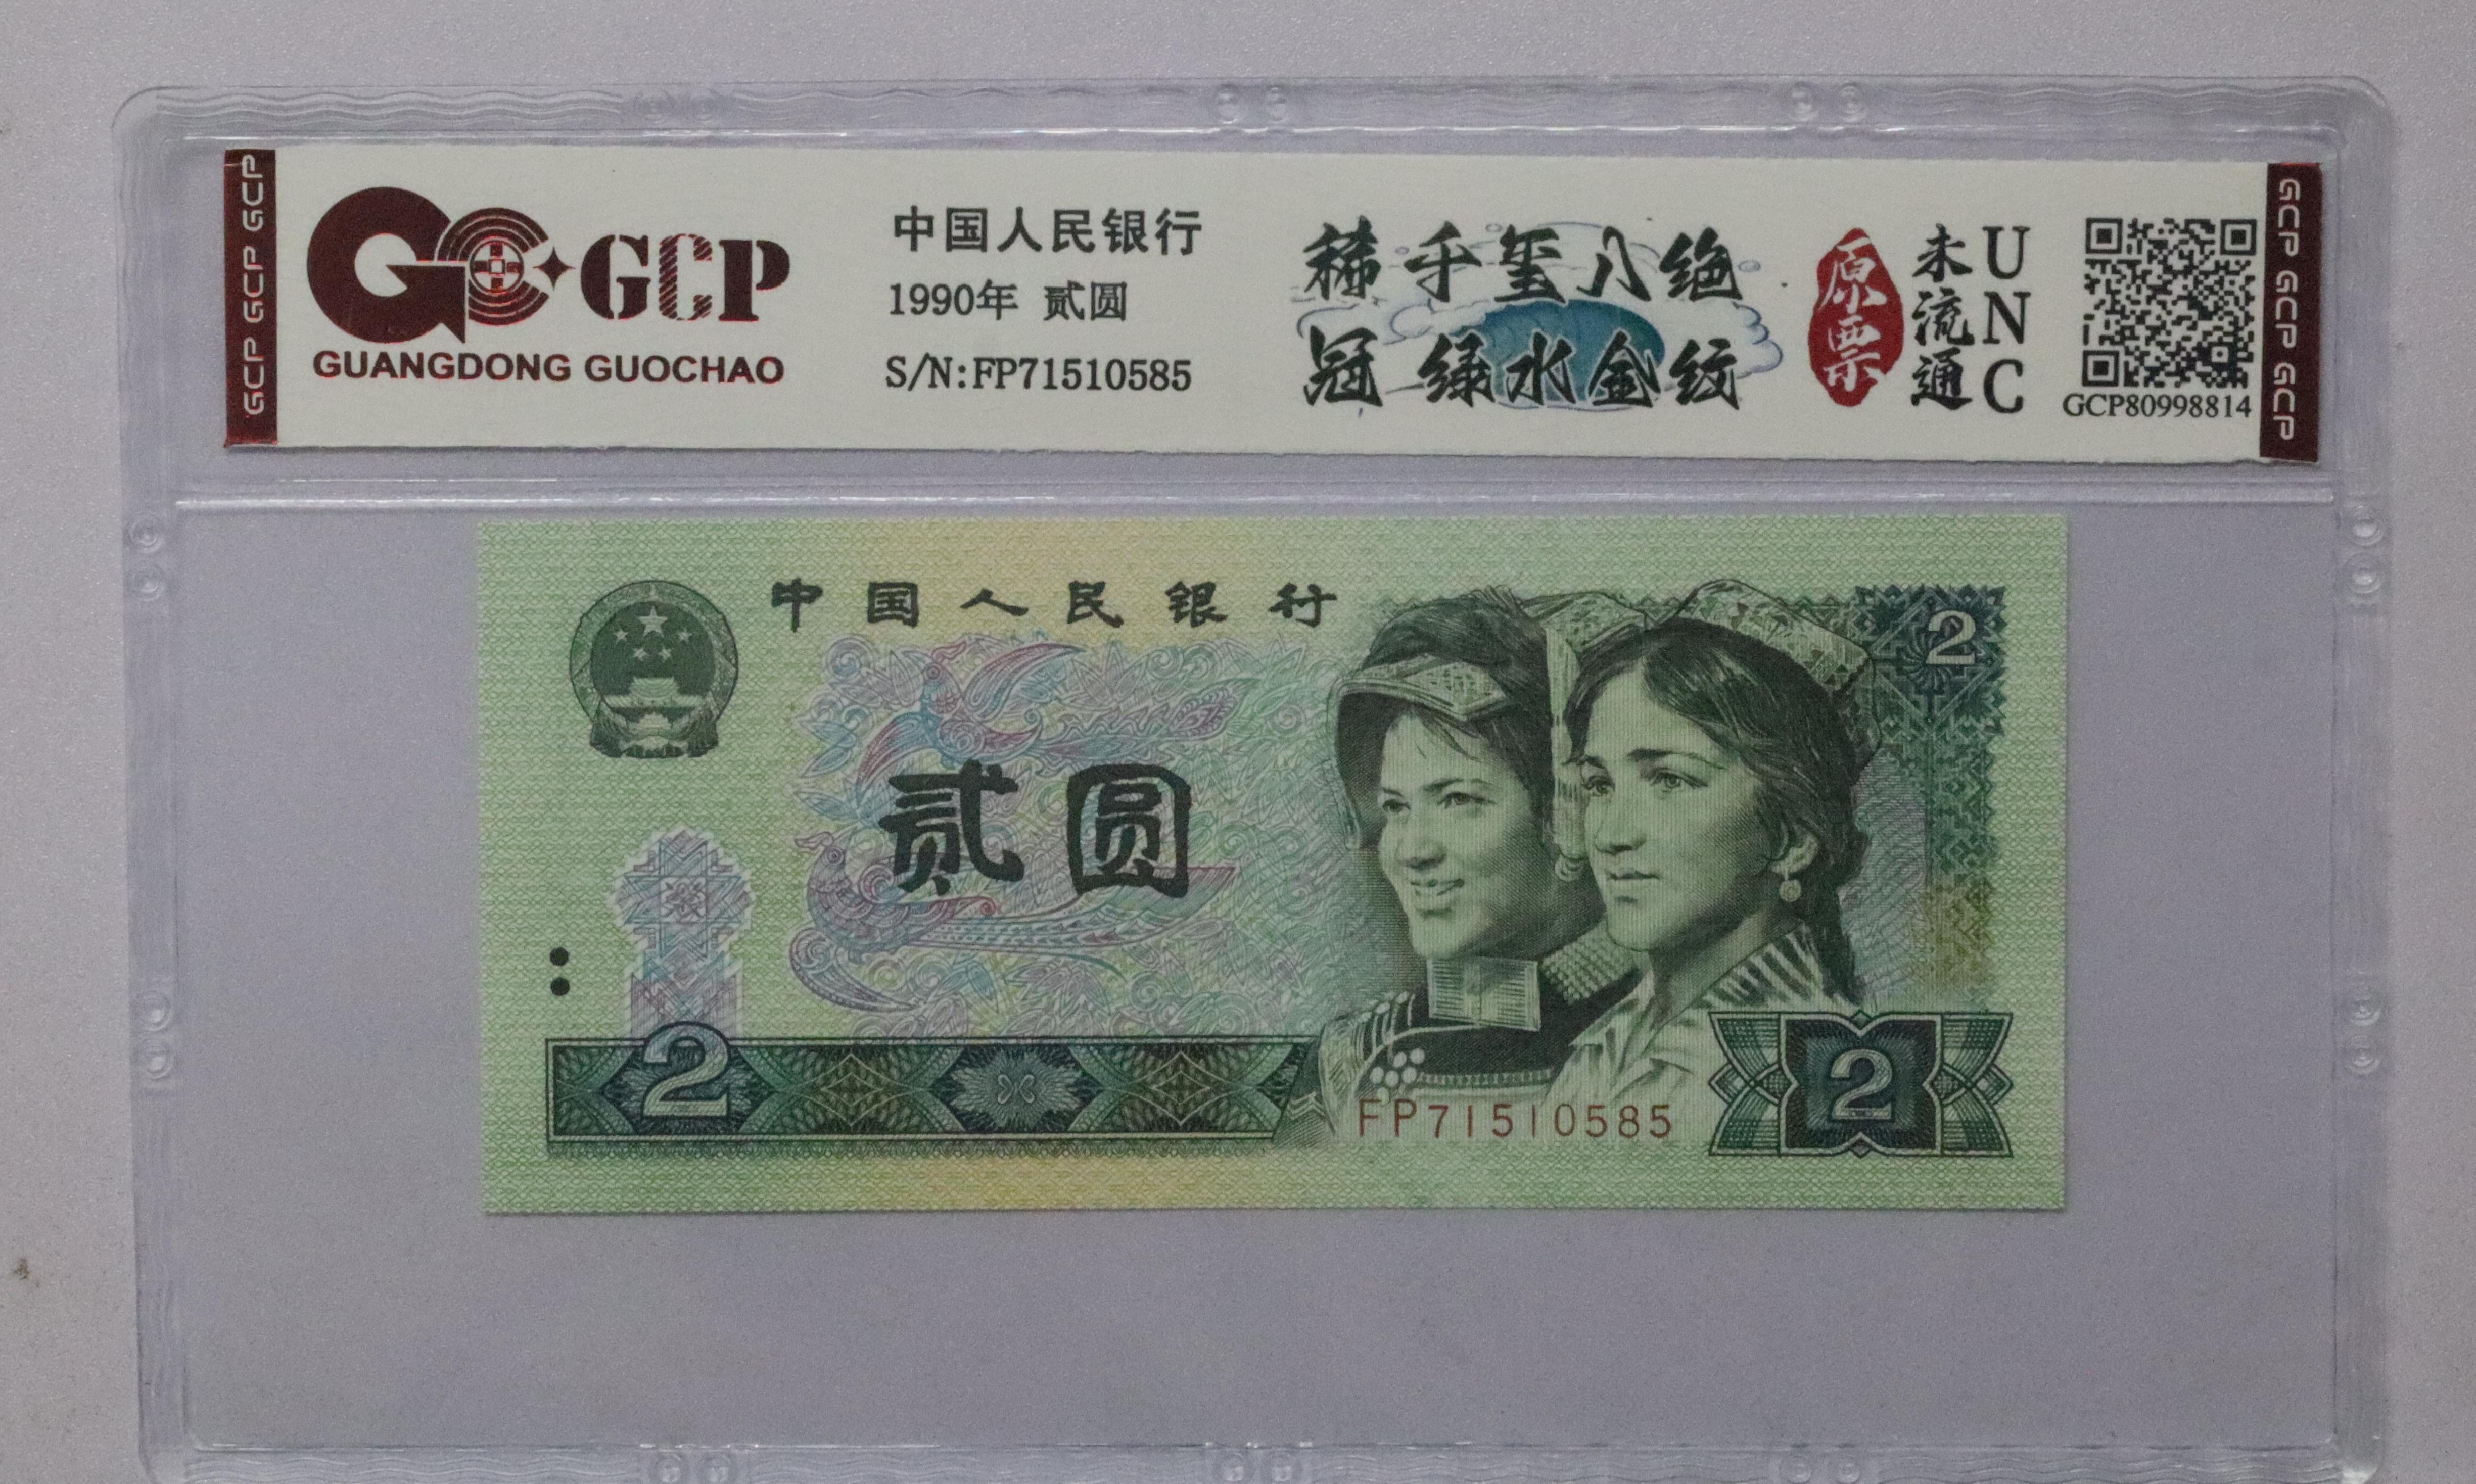 GCP GCP GCP
GCP
GUANGDONG GUOCHAO
中国人民银行
1990年 贰圆
S/N:FP71510585
稀千玺八绝
冠 绿水金纹
原票
未流通
UNC
GCP80998814
GCP GCP GCP
中国人民银行
2
贰圆
2
FP71510585
2